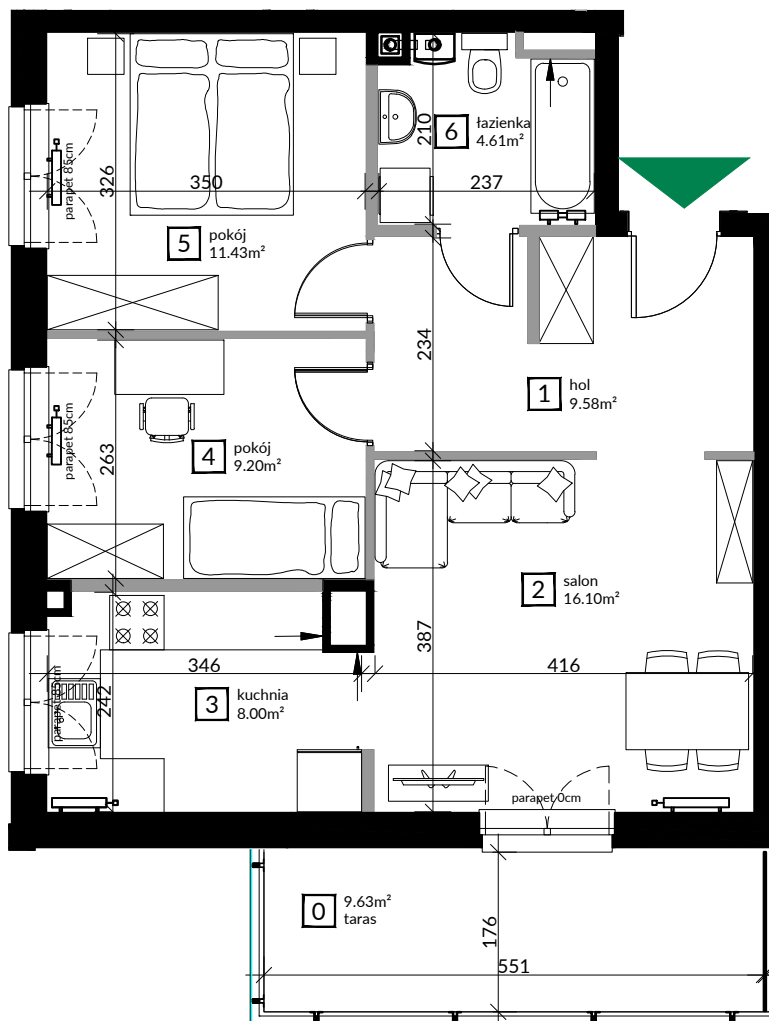 210
6
łazienka
4.61m²
parapet 85cm
326
350
237
5
pokój
11.43m²
234
1
hol
9.58m²
parapet 85cm
263
4
pokój
9.20m²
2
salon
16.10m²
387
346
416
parapet 85cm
242
3
kuchnia
8.00m²
parapet 0cm
0
9.63m²
taras
176
551